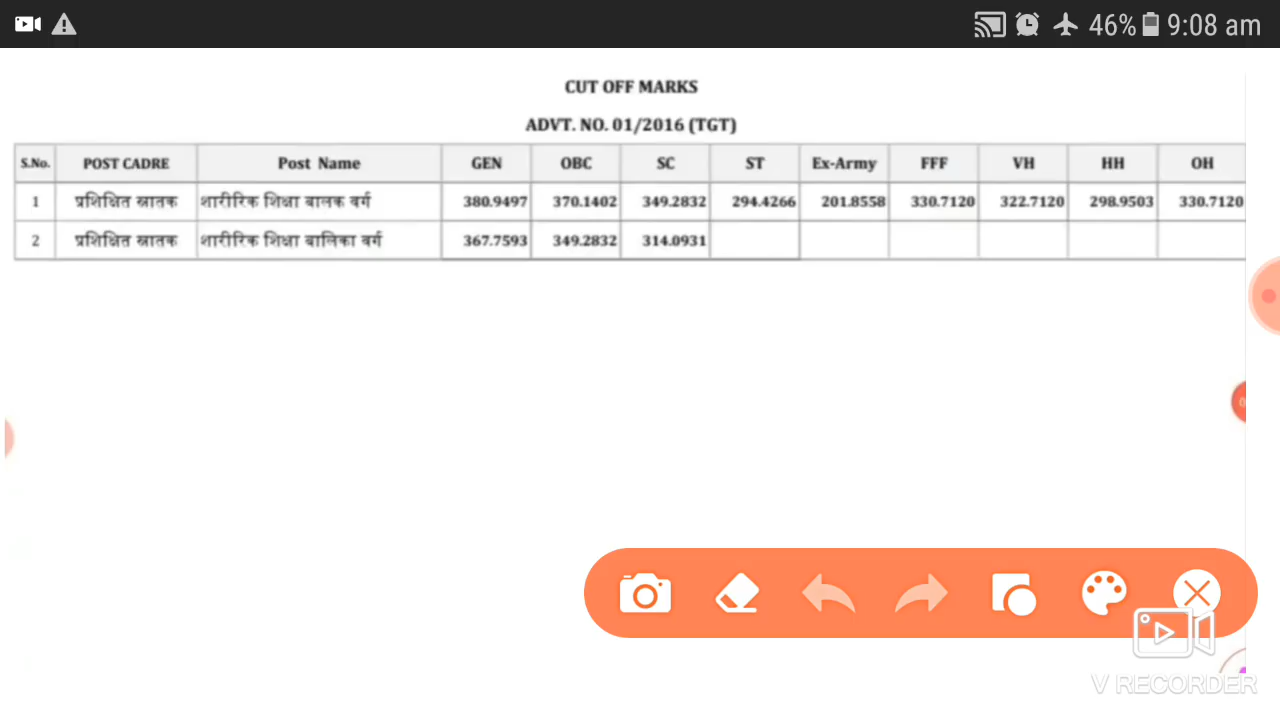 46% 9:08 am
CUT OFF MARKS
ADVT. NO. 01/2016 (TGT)
S.No. POST CADRE Post Name GEN OBC SC ST Ex-Army FFF VH HH OH
1 प्रशिक्षित स्नातक शारीरिक शिक्षा बालक वर्ग 380.9497 370.1402 349.2832 294.4266 201.8558 330.7120 322.7120 298.9503 330.7120
2 प्रशिक्षित स्नातक शारीरिक शिक्षा बालिका वर्ग 367.7593 349.2832 314.0931
V RECORDER